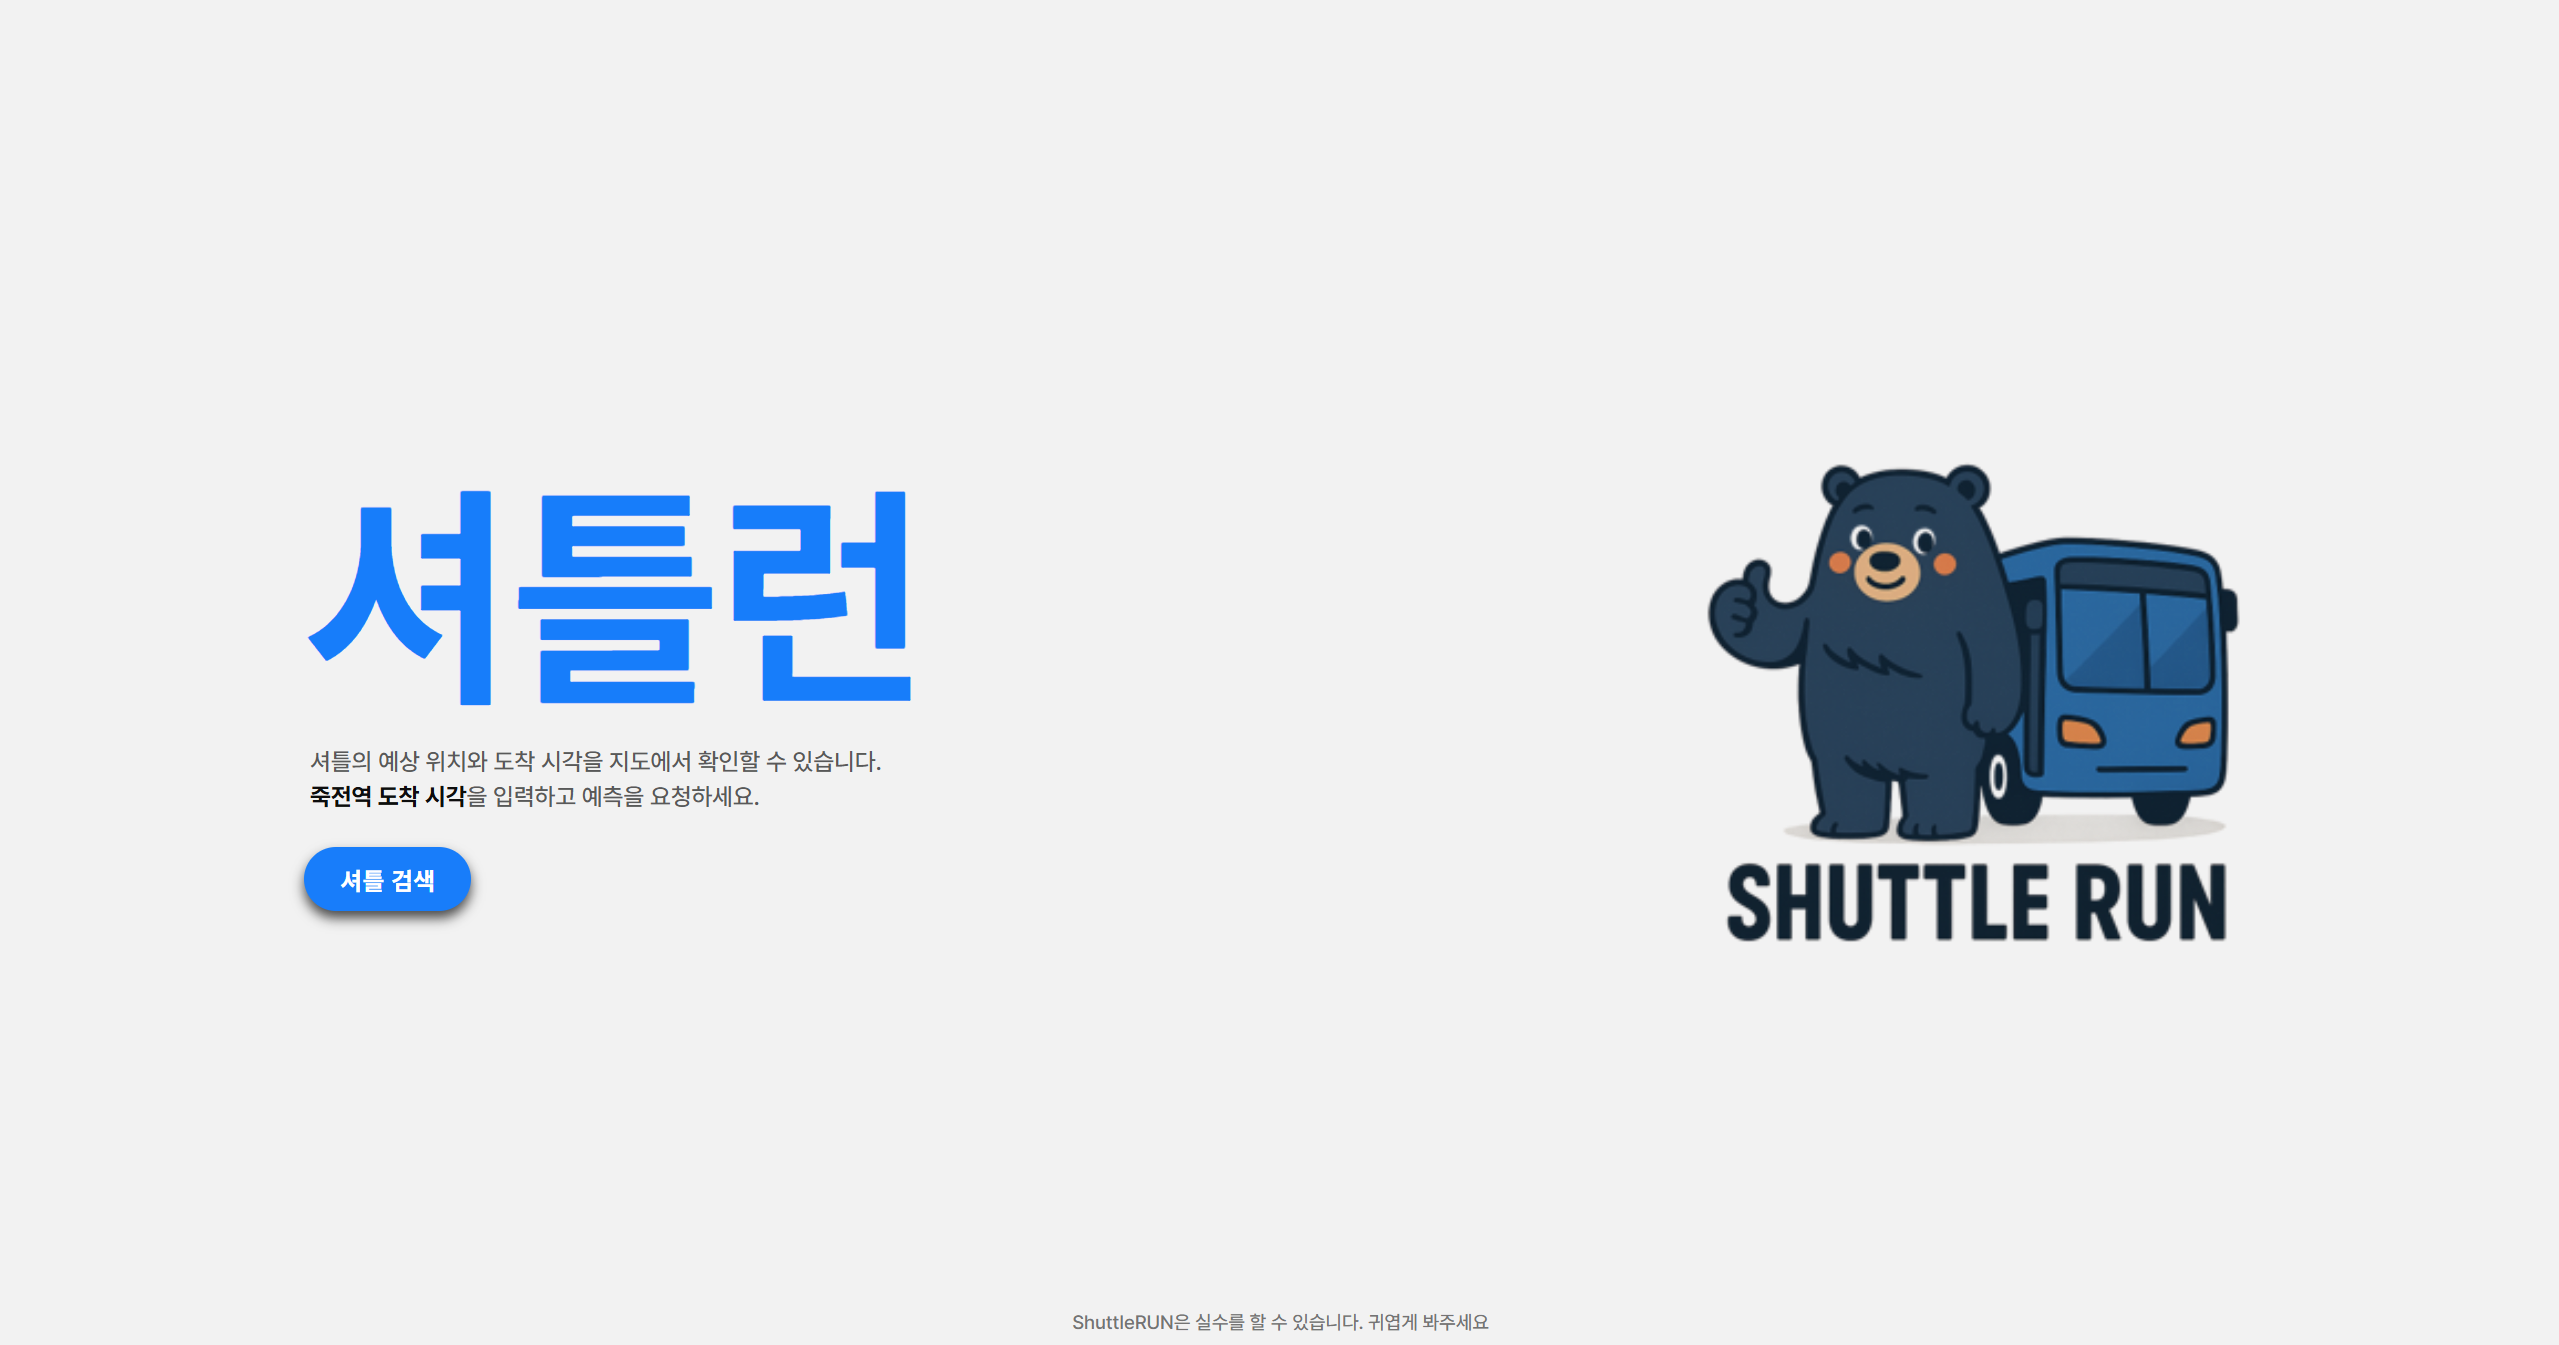 셔틀런
셔틀의 예상 위치와 도착 시각을 지도에서 확인할 수 있습니다.
죽전역 도착 시각을 입력하고 예측을 요청하세요.
셔틀 검색
SHUTTLE RUN
ShuttleRUN은 실수를 할 수 있습니다. 귀엽게 봐주세요